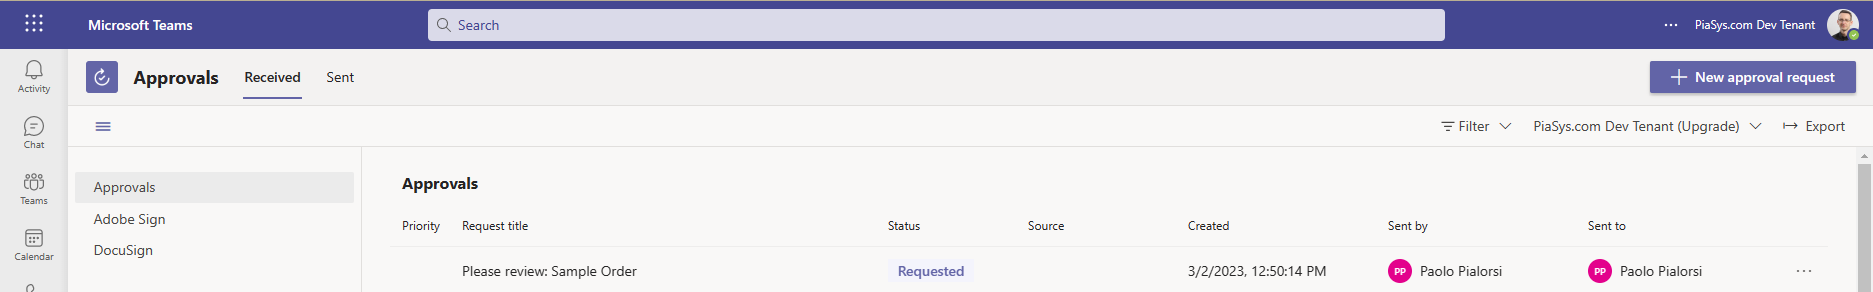 Microsoft Teams
Search
PiaSys.com Dev Tenant
Activity
Chat
Teams
Calendar
Approvals
Received
Sent
New approval request
Filter
PiaSys.com Dev Tenant (Upgrade)
Export
Approvals
Adobe Sign
DocuSign
Approvals
Priority Request title Status Source Created Sent by Sent to
Please review: Sample Order Requested 3/2/2023, 12:50:14 PM PP Paolo Pialorsi PP Paolo Pialorsi